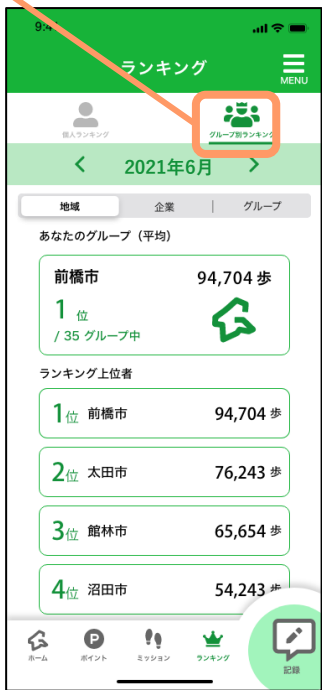 9:4
ランキング
MENU
個人ランキング
グループ別ランキング
2021年6月
地域 企業 グループ
あなたのグループ（平均）
前橋市 94,704 歩
1 位
/ 35 グループ中
ランキング上位者
1位 前橋市 94,704 歩
2位 太田市 76,243 歩
3位 館林市 65,654 歩
4位 沼田市 54,243 歩
ホーム ポイント ミッション ランキング 記録